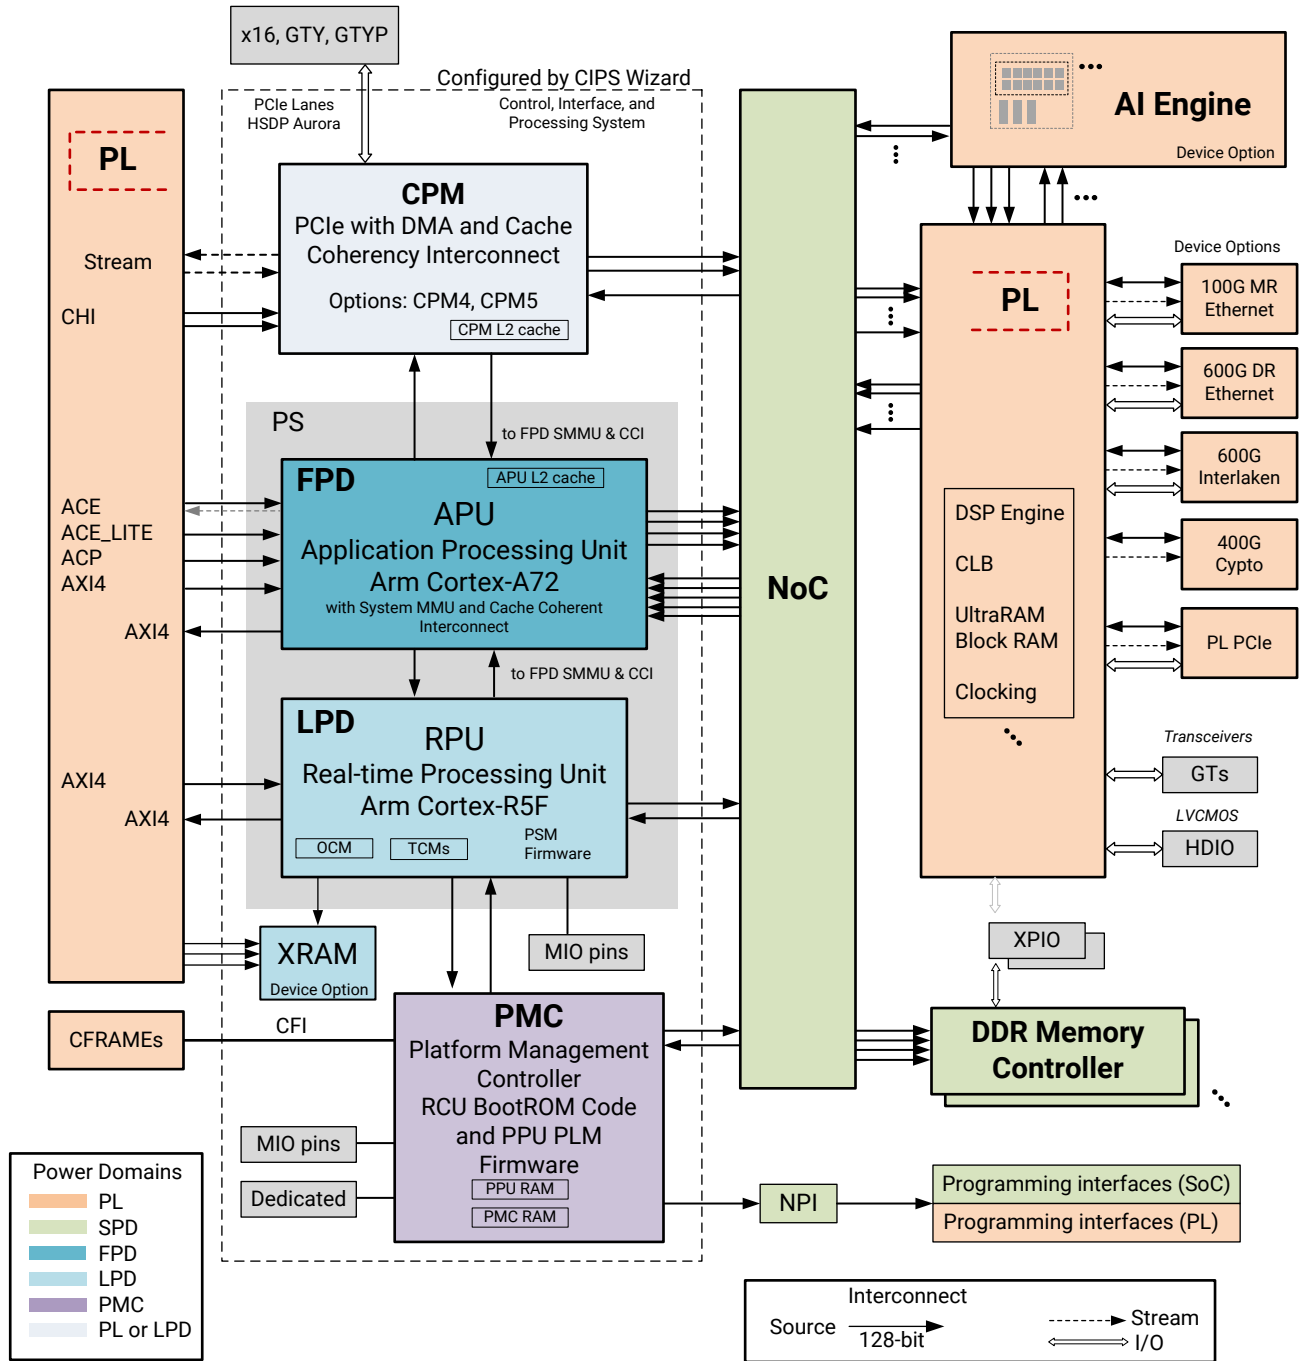 x16, GTY, GTYP
Configured by CIPS Wizard
PCIe Lanes
HSDP Aurora
Control, Interface, and
Processing System
PL
Stream
CHI
ACE
ACE_LITE
ACP
AXI4
AXI4
AXI4
AXI4
CPM
PCIe with DMA and Cache
Coherency Interconnect
Options: CPM4, CPM5
CPM L2 cache
PS
to FPD SMMU & CCI
FPD
APU L2 cache
APU
Application Processing Unit
Arm Cortex-A72
with System MMU and Cache Coherent
Interconnect
to FPD SMMU & CCI
LPD
RPU
Real-time Processing Unit
Arm Cortex-R5F
OCM
TCMs
PSM
Firmware
XRAM
Device Option
MIO pins
CFRAMEs
CFI
PMC
Platform Management
Controller
RCU BootROM Code
and PPU PLM
Firmware
PPU RAM
PMC RAM
MIO pins
Dedicated
NoC
AI Engine
Device Option
PL
DSP Engine
CLB
UltraRAM
Block RAM
Clocking
Device Options
100G MR
Ethernet
600G DR
Ethernet
600G
Interlaken
400G
Cypto
PL PCIe
Transceivers
GTs
LVCMOS
HDIO
XPIO
DDR Memory
Controller
NPI
Programming interfaces (SoC)
Programming interfaces (PL)
Power Domains
PL
SPD
FPD
LPD
PMC
PL or LPD
Interconnect
Source
128-bit
Stream
I/O